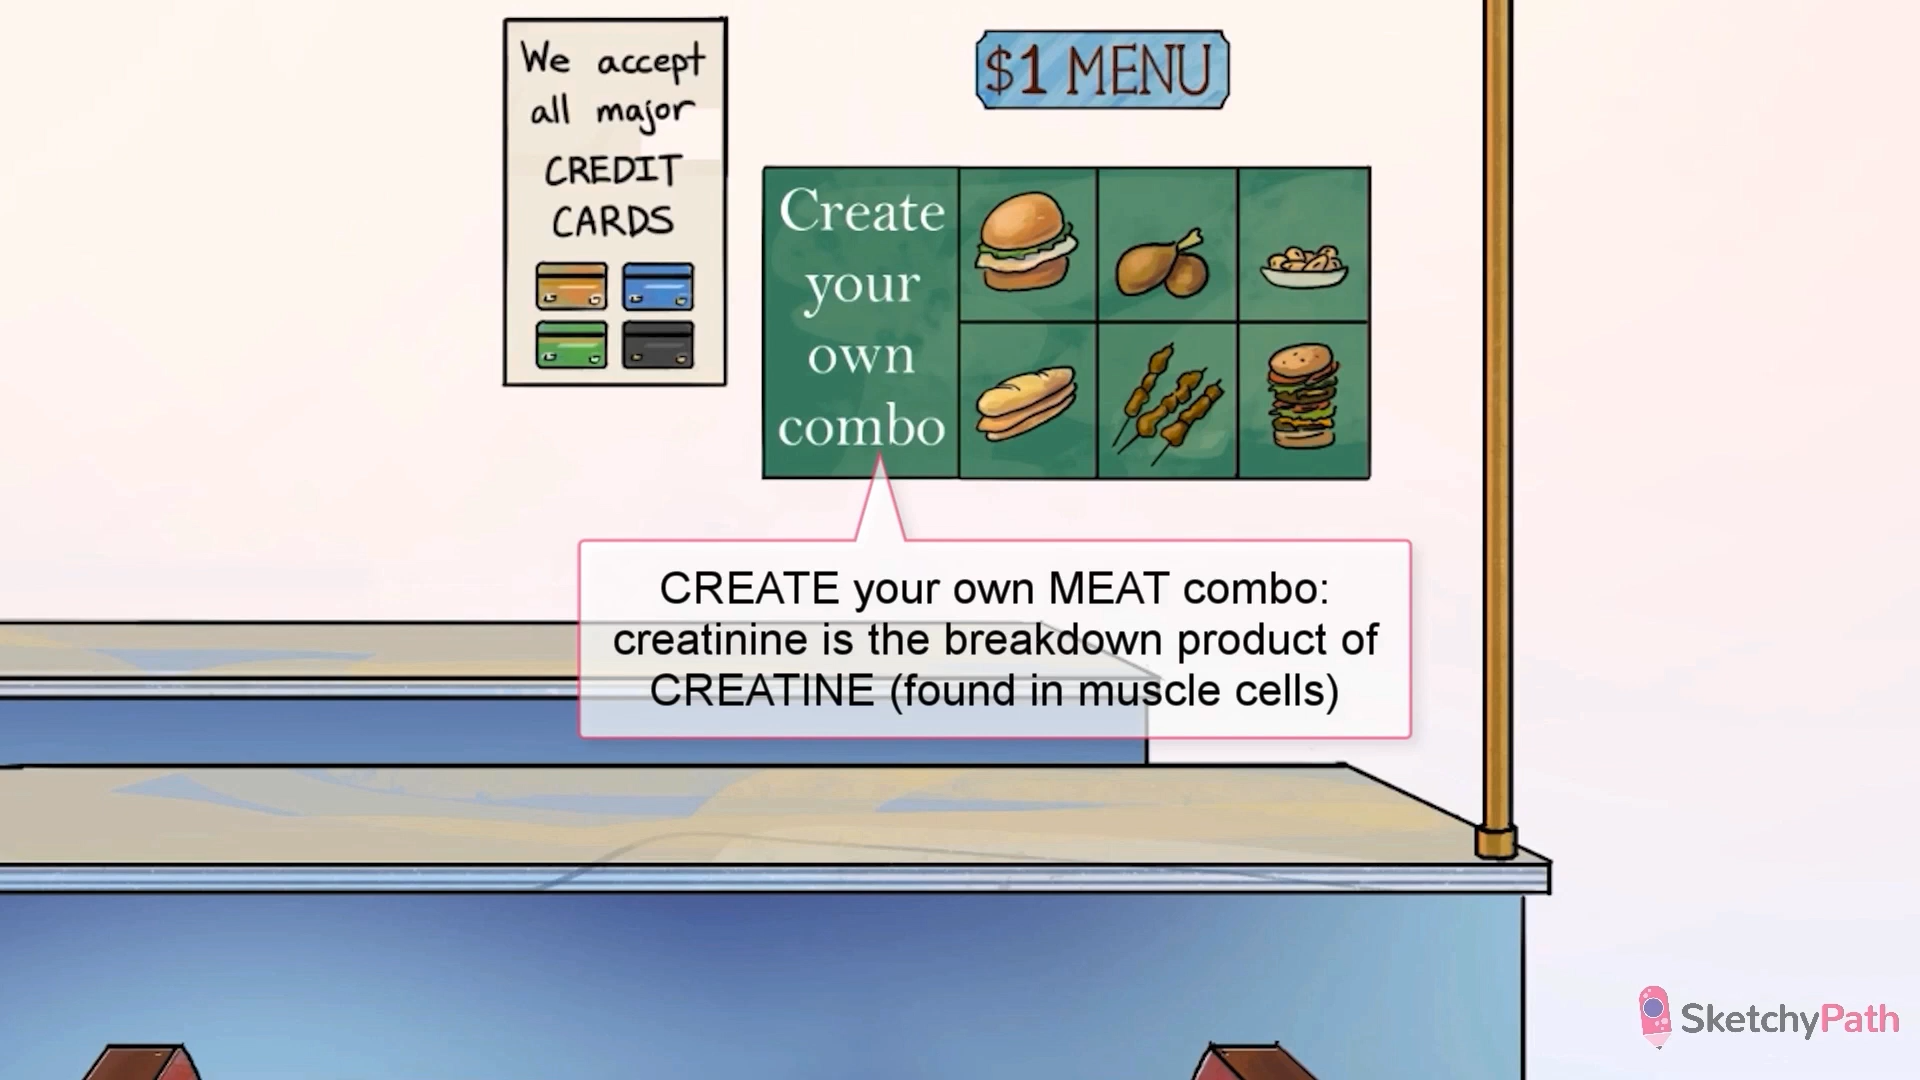 We accept
all major
CREDIT
CARDS
$1 MENU
Create
your
own
combo
CREATE your own MEAT combo:
creatinine is the breakdown product of
CREATINE (found in muscle cells)
SketchyPath